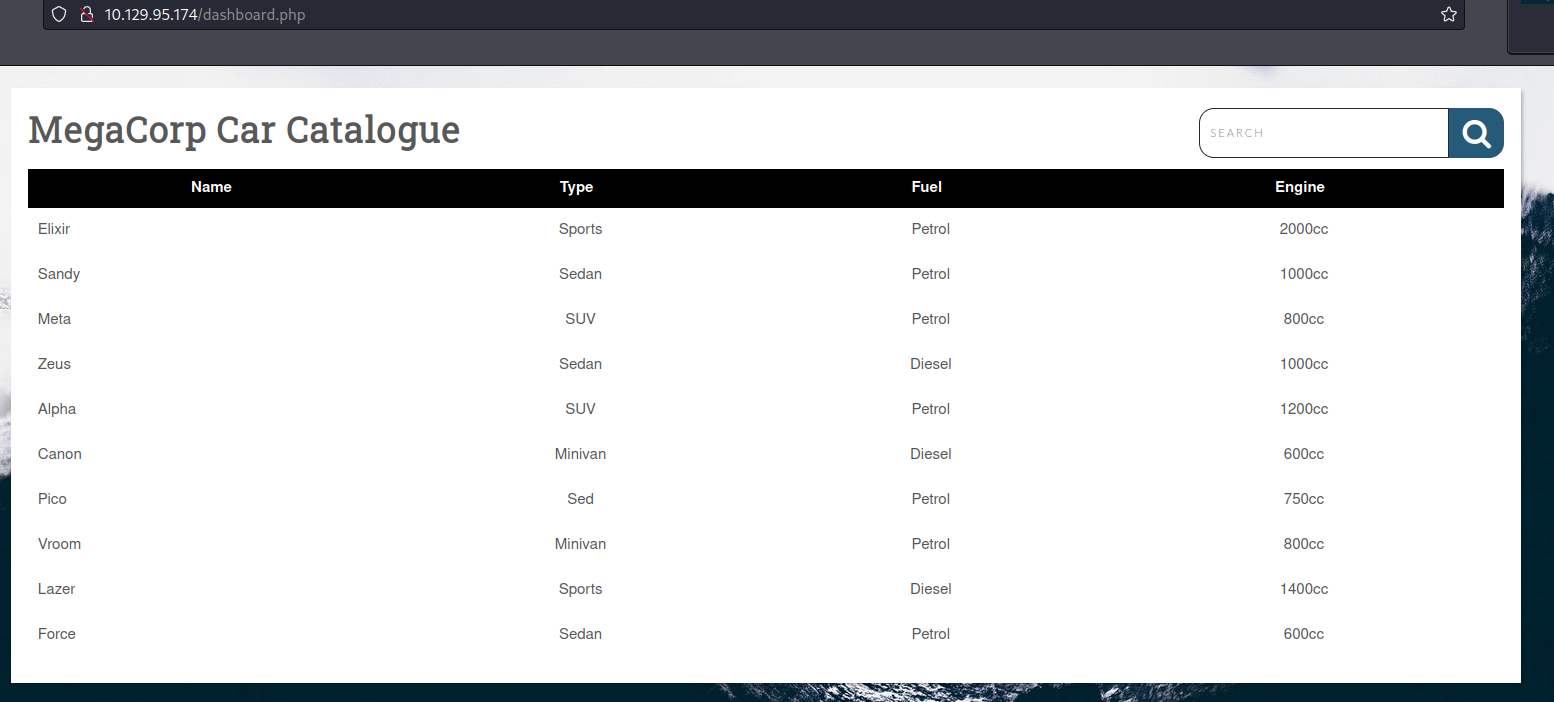 10.129.95.174/dashboard.php
MegaCorp Car Catalogue
SEARCH
Name Type Fuel Engine
Elixir Sports Petrol 2000cc
Sandy Sedan Petrol 1000cc
Meta SUV Petrol 800cc
Zeus Sedan Diesel 1000cc
Alpha SUV Petrol 1200cc
Canon Minivan Diesel 600cc
Pico Sed Petrol 750cc
Vroom Minivan Petrol 800cc
Lazer Sports Diesel 1400cc
Force Sedan Petrol 600cc